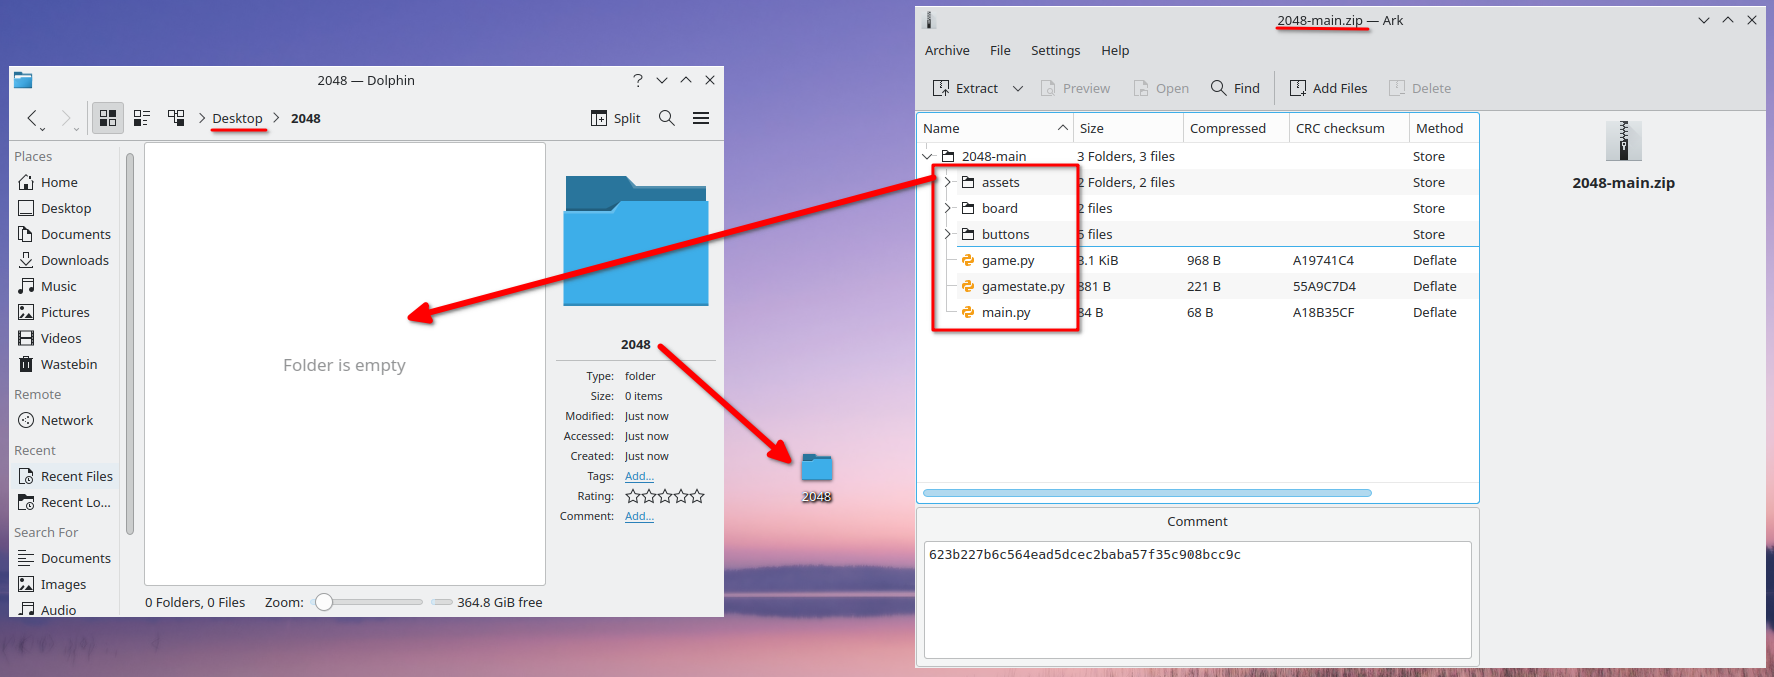 2048 — Dolphin
?
Desktop
2048
Split
Places
Home
Desktop
Documents
Downloads
Music
Pictures
Videos
Wastebin
Remote
Network
Recent
Recent Files
Recent Lo...
Search For
Documents
Images
Audio
Folder is empty
2048
Type: folder
Size: 0 items
Modified: Just now
Accessed: Just now
Created: Just now
Tags: Add...
Rating:
Comment: Add...
0 Folders, 0 Files Zoom: 364.8 GiB free
2048
2048-main.zip — Ark
Archive File Settings Help
Extract Preview Open Find Add Files Delete
Name Size Compressed CRC checksum Method
2048-main 3 Folders, 3 files Store
assets 2 Folders, 2 files Store
board 2 files Store
buttons files Store
game.py 3.1 KiB 968 B A19741C4 Deflate
gamestate.py 381 B 221 B 55A9C7D4 Deflate
main.py 84 B 68 B A18B35CF Deflate
2048-main.zip
Comment
623b227b6c564ead5dcec2baba57f35c908bcc9c